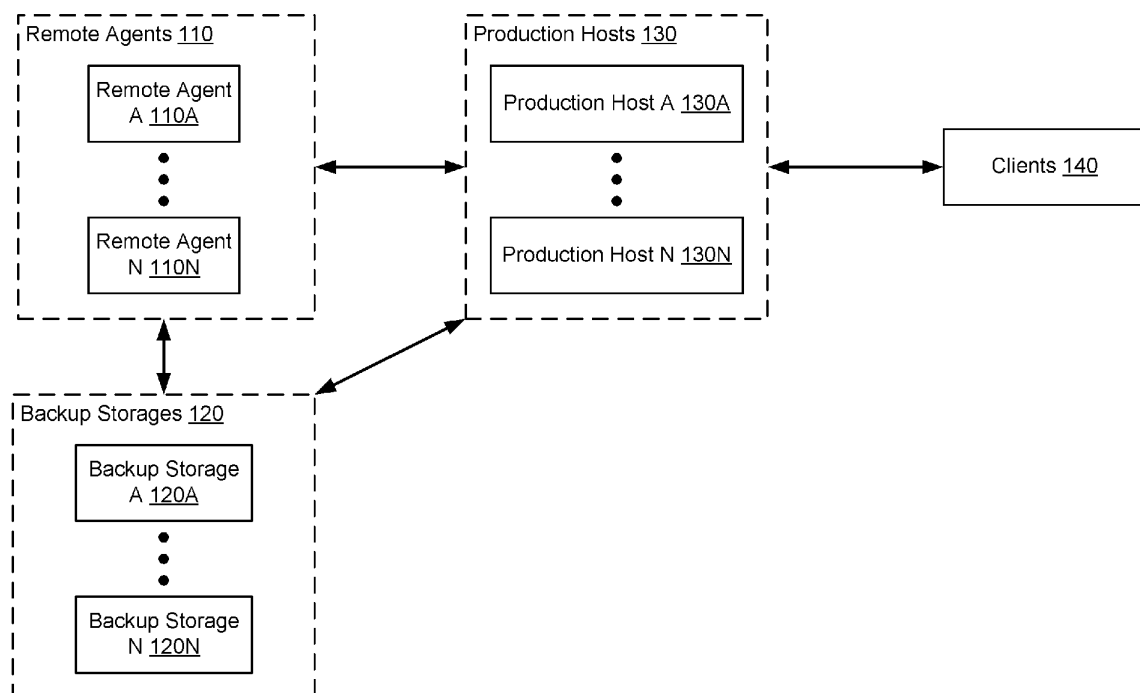 Remote Agents 110
Remote Agent
A 110A
Remote Agent
N 110N
Production Hosts 130
Production Host A 130A
Production Host N 130N
Clients 140
Backup Storages 120
Backup Storage
A 120A
Backup Storage
N 120N